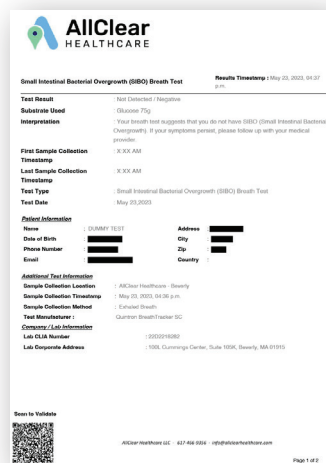 AllClear
HEALTHCARE
Small Intestinal Bacterial Overgrowth (SIBO) Breath Test
Results Timestamp : May 23, 2023, 04:37
p.m.
Test Result : Not Detected / Negative
Substrate Used : Glucose 75g
Interpretation : Your breath test suggests that you do not have SIBO (Small Intestinal Bacterial
Overgrowth). If your symptoms persist, please follow up with your medical
provider
First Sample Collection : X:XX AM
Timestamp
Last Sample Collection : X:XX AM
Timestamp
Test Type : Small Intestinal Bacterial Overgrowth (SIBO) Breath Test
Test Date : May 23,2023
Patient Information
Name : DUMMY TEST Address :
Date of Birth : City :
Phone Number : Zip :
Email : Country :
Additional Test Information
Sample Collection Location : AllClear Healthcare - Beverly
Sample Collection Timestamp : May 23, 2023, 04:36 p.m.
Sample Collection Method : Exhaled Breath
Test Manufacturer : Quintron BreathTracker SC
Company / Lab Information
Lab CLIA Number : 22D2218282
Lab Corporate Address : 100L Cummings Center, Suite 105K, Beverly, MA 01915
Scan to Validate
AllClear Healthcare LLC - 617-466-9356 - info@allclearhealthcare.com
Page 1 of 2